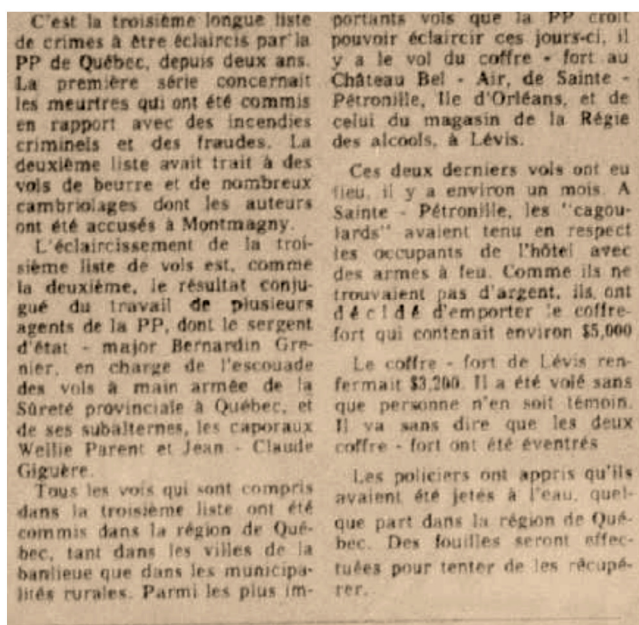 C'est la troisième longue liste
de crimes à être éclaircis par la
PP de Québec, depuis deux ans.
La première série concernait
les meurtres qui ont été commis
en rapport avec des incendies
criminels et des fraudes. La
deuxième liste avait trait à des
vols de beurre et de nombreux
cambriolages dont les auteurs
ont été accusés à Montmagny.
L'éclaircissement de la troi-
sième liste de vols est, comme
la deuxième, le résultat conju-
gué du travail de plusieurs
agents de la PP, dont le sergent
d'état - major Bernardin Gre-
nier, en charge de l'escouade
des vols à main armée de la
Sûreté provinciale à Québec, et
de ses subalternes, les caporaux
Wellie Parent et Jean - Claude
Giguère.
Tous les vols qui sont compris
dans la troisième liste ont été
commis dans la région de Qué-
bec, tant dans les villes de la
banlieue que dans les municipa-
lités rurales. Parmi les plus im-
portants vols que la PP croit
pouvoir éclaircir ces jours-ci, il
y a le vol du coffre - fort au
Château Bel - Air, de Sainte -
Pétronille, Ile d'Orléans, et de
celui du magasin de la Régie
des alcools, à Lévis.
Ces deux derniers vols ont eu
lieu, il y a environ un mois. A
Sainte - Pétronille, les "cagou-
lards" avaient tenu en respect
les occupants de l'hôtel avec
des armes à feu. Comme ils ne
trouvaient pas d'argent, ils ont
décidé d'emporter le coffre-
fort qui contenait environ $5,000
Le coffre - fort de Lévis ren-
fermait $3,200. Il a été volé sans
que personne n'en soit témoin.
Il va sans dire que les deux
coffre - fort ont été éventrés
Les policiers ont appris qu'ils
avaient été jetés à l'eau, quel-
que part dans la région de Qué-
bec. Des fouilles seront effec-
tuées pour tenter de les récupé-
rer.